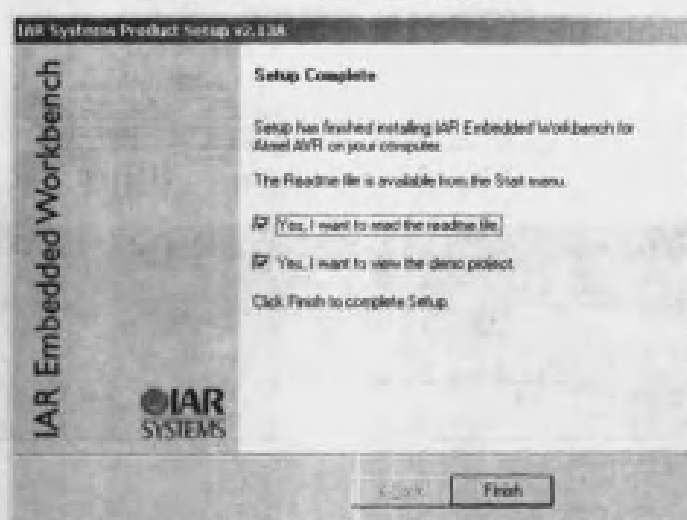 IAR Systems Product Setup v2.13A
IAR Embedded Workbench
Setup Complete
Setup has finished installing IAR Embedded Workbench for
Atmel AVR on your computer.
The Readme file is available from the Start menu.
Yes, I want to read the readme file.
Yes, I want to view the demo project.
Click Finish to complete Setup.
IAR
SYSTEMS
Finish